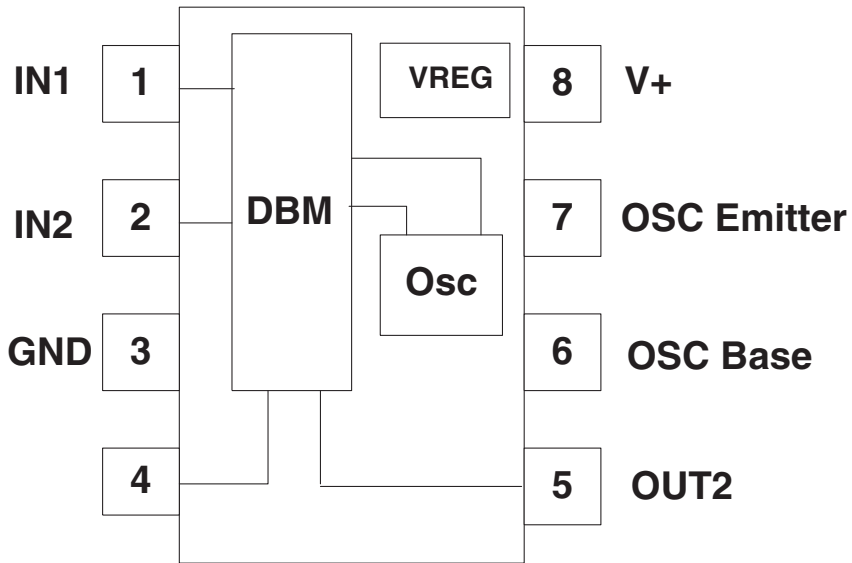 IN1 1 VREG 8 V+
IN2 2 DBM 7 OSC Emitter
Osc
GND 3 6 OSC Base
4 5 OUT2